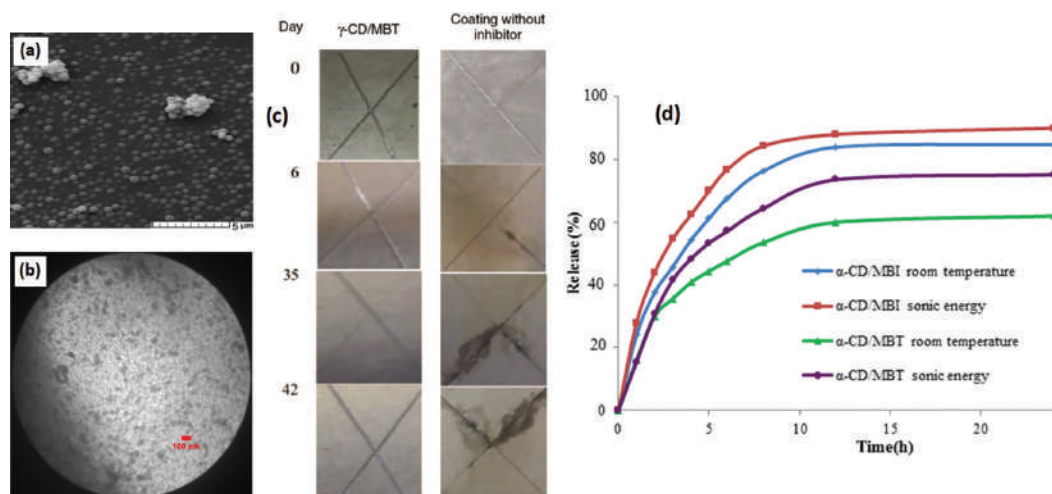 (a)
5 µm
(b)
100 nm
(c)
Day
γ-CD/MBT
Coating without
inhibitor
0
6
35
42
(d)
Release (%)
100
80
60
40
20
0
0
5
10
15
20
Time(h)
α-CD/MBI room temperature
α-CD/MBI sonic energy
α-CD/MBT room temperature
α-CD/MBT sonic energy